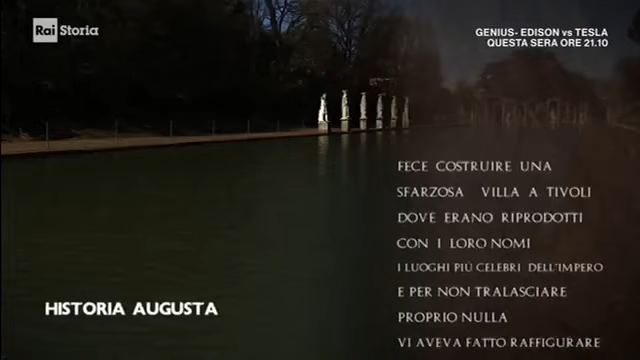 Rai Storia
GENIUS- EDISON vs TESLA
QUESTA SERA ORE 21.10
FECE COSTRUIRE UNA
SFARZOSA VILLA A TIVOLI
DOVE ERANO RIPRODOTTI
CON I LORO NOMI
I LUOGHI PIÙ CELEBRI DELL'IMPERO
E PER NON TRALASCIARE
PROPRIO NULLA
VI AVEVA FATTO RAFFIGURARE
HISTORIA AUGUSTA